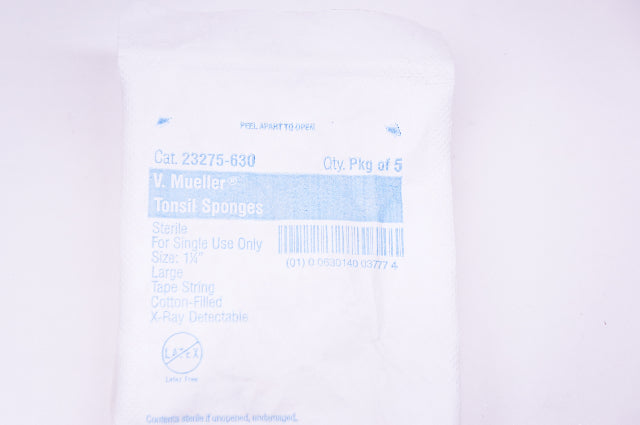 PEEL APART TO OPEN
Cat. 23275-630 Qty. Pkg of 5
V. Mueller®
Tonsil Sponges
Sterile
For Single Use Only
Size: 1¼"
Large
Tape String
Cotton-Filled
X-Ray Detectable
(01) 0 0630140 03777 4
LATEX
Latex Free
Contents sterile if unopened, undamaged.